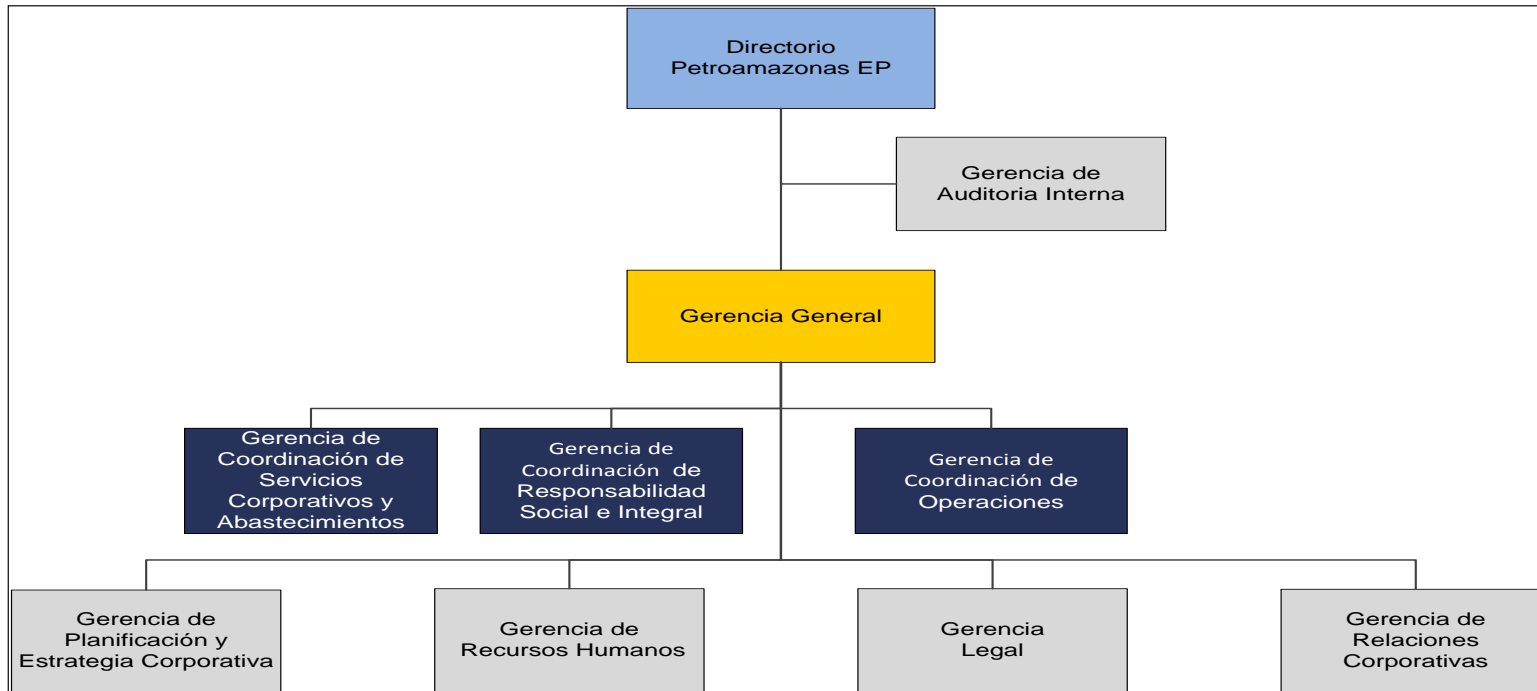 Directorio
Petroamazonas EP
Gerencia de
Auditoria Interna
Gerencia General
Gerencia de
Coordinación de
Servicios
Corporativos y
Abastecimientos
Gerencia de
Coordinación de
Responsabilidad
Social e Integral
Gerencia de
Coordinación de
Operaciones
Gerencia de
Planificación y
Estrategia Corporativa
Gerencia de
Recursos Humanos
Gerencia
Legal
Gerencia de
Relaciones
Corporativas